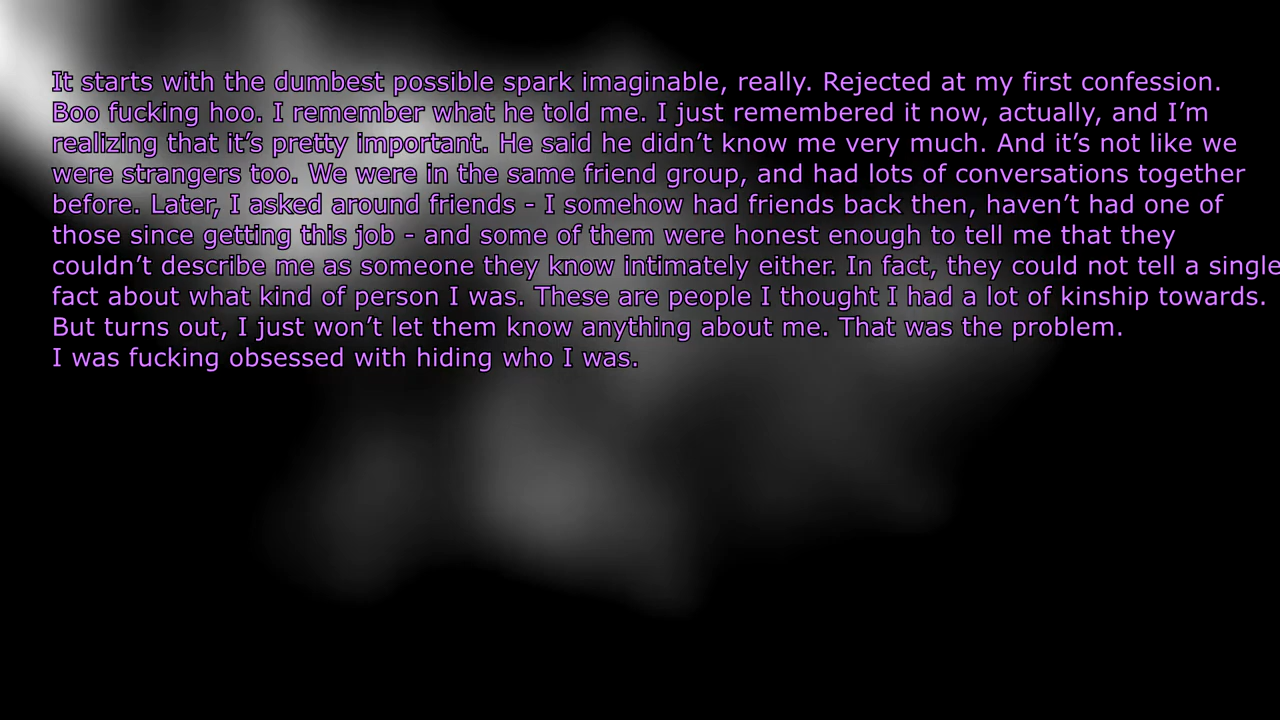 It starts with the dumbest possible spark imaginable, really. Rejected at my first confession.
Boo fucking hoo. I remember what he told me. I just remembered it now, actually, and I’m
realizing that it’s pretty important. He said he didn’t know me very much. And it’s not like we
were strangers too. We were in the same friend group, and had lots of conversations together
before. Later, I asked around friends - I somehow had friends back then, haven’t had one of
those since getting this job - and some of them were honest enough to tell me that they
couldn’t describe me as someone they know intimately either. In fact, they could not tell a single
fact about what kind of person I was. These are people I thought I had a lot of kinship towards.
But turns out, I just won’t let them know anything about me. That was the problem.
I was fucking obsessed with hiding who I was.